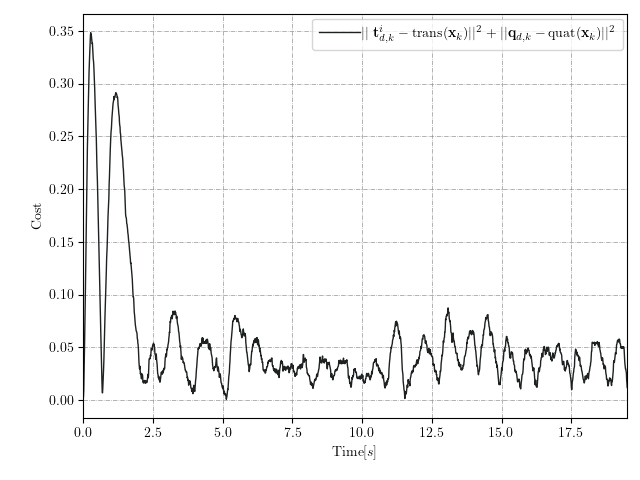 || t^i_{d,k} − trans(x_k)||² + ||q_{d,k} − quat(x_k)||²
0.35
0.30
0.25
0.20
0.15
0.10
0.05
0.00
Cost
0.0 2.5 5.0 7.5 10.0 12.5 15.0 17.5
Time[s]